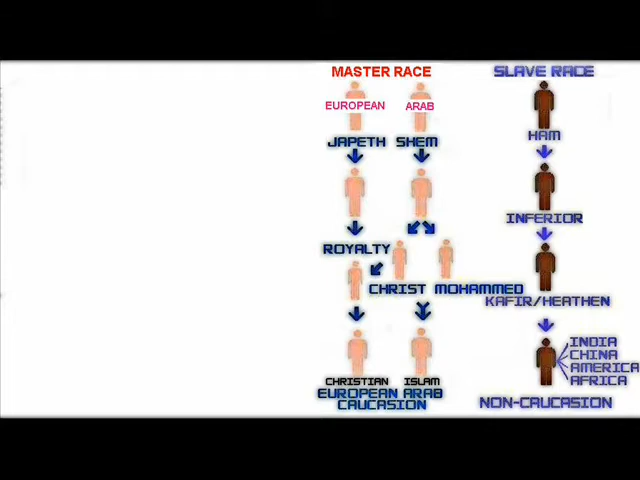 MASTER RACE
SLAVE RACE
EUROPEAN
ARAB
JAPETH
SHEM
HAM
INFERIOR
ROYALTY
CHRIST
MOHAMMED
KAFIR/HEATHEN
INDIA
CHINA
AMERICA
AFRICA
CHRISTIAN
ISLAM
EUROPEAN
ARAB
CAUCASION
NON-CAUCASION